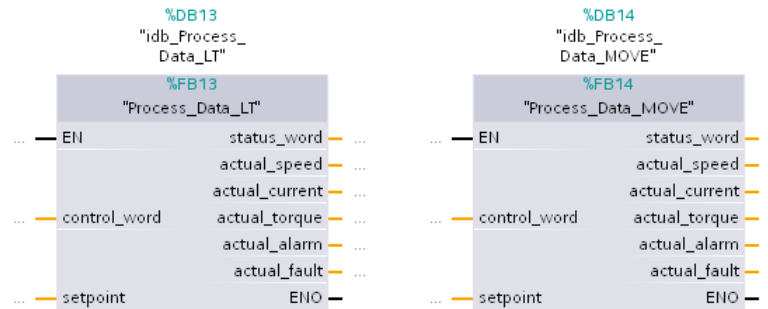 %DB13
"idb_Process_
Data_LT"
%FB13
"Process_Data_LT"
... EN status_word ...
actual_speed ...
actual_current ...
... control_word actual_torque ...
actual_alarm ...
actual_fault ...
... setpoint ENO
%DB14
"idb_Process_
Data_MOVE"
%FB14
"Process_Data_MOVE"
... EN status_word
actual_speed
actual_current
... control_word actual_torque
actual_alarm
actual_fault
... setpoint ENO